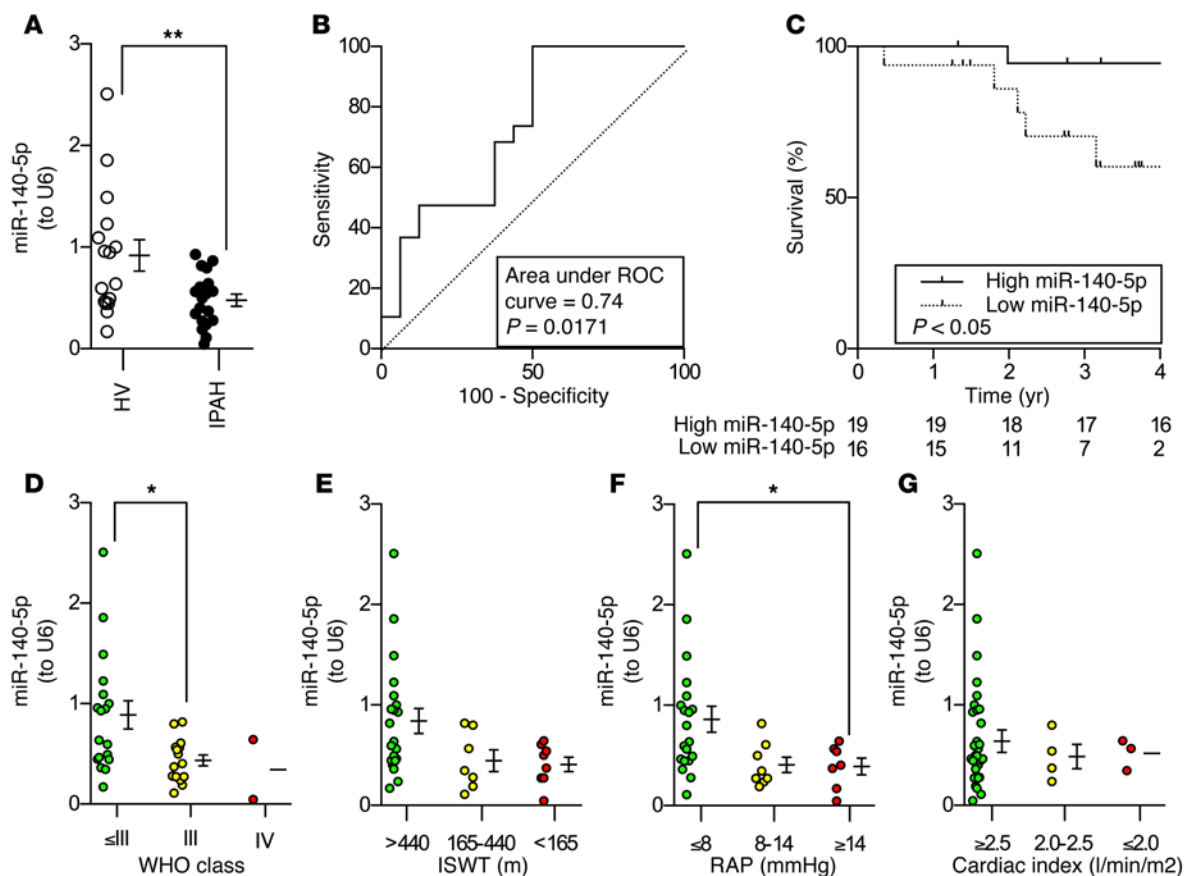 A
**
3
2
1
0
miR-140-5p
(to U6)
HV
IPAH
B
100
80
60
40
20
0
Sensitivity
0
50
100
100 - Specificity
Area under ROC
curve = 0.74
P = 0.0171
C
100
50
0
Survival (%)
High miR-140-5p
Low miR-140-5p
P < 0.05
1 2 3 4
Time (yr)
High miR-140-5p 19 19 18 17 16
Low miR-140-5p 16 15 11 7 2
D
*
3
2
1
0
miR-140-5p
(to U6)
≤III III IV
WHO class
E
3
2
1
0
miR-140-5p
(to U6)
>440 165-440 <165
ISWT (m)
F
*
3
2
1
0
miR-140-5p
(to U6)
≤8 8-14 ≥14
RAP (mmHg)
G
3
2
1
0
miR-140-5p
(to U6)
≥2.5 2.0-2.5 ≤2.0
Cardiac index (l/min/m2)